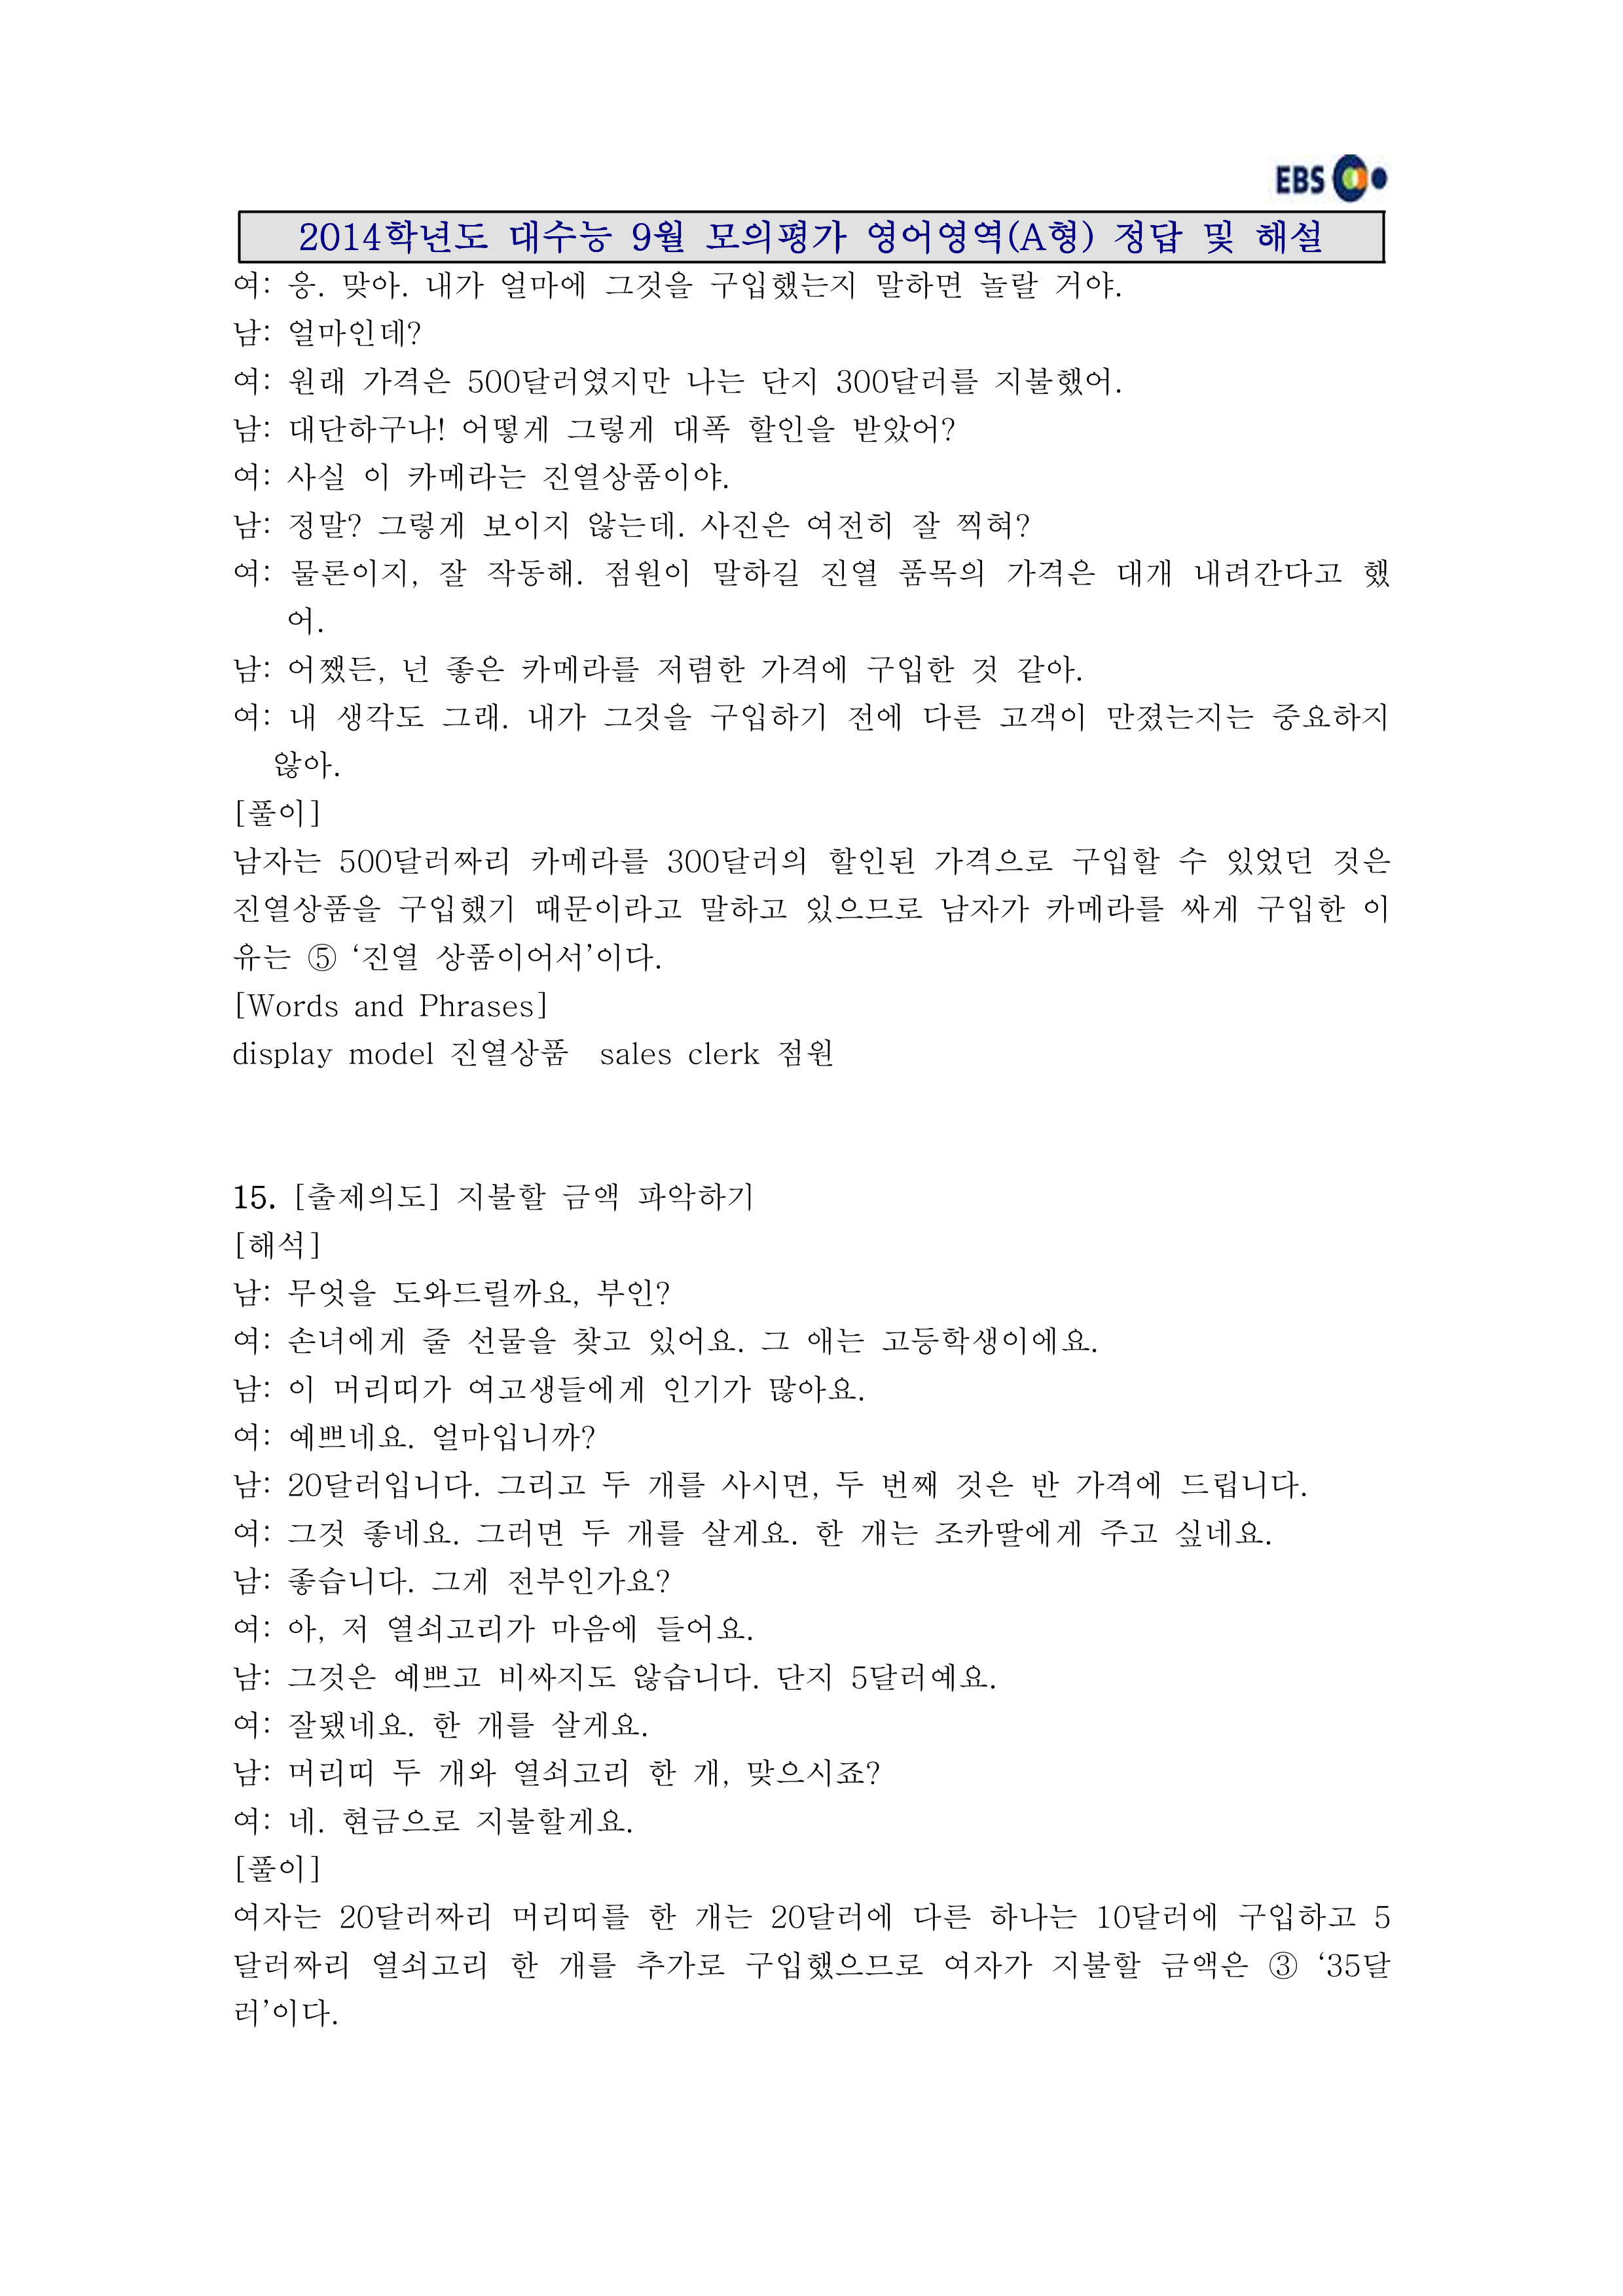 EBS
2014학년도 대수능 9월 모의평가 영어영역(A형) 정답 및 해설
여: 응. 맞아. 내가 얼마에 그것을 구입했는지 말하면 놀랄 거야.
남: 얼마인데?
여: 원래 가격은 500달러였지만 나는 단지 300달러를 지불했어.
남: 대단하구나! 어떻게 그렇게 대폭 할인을 받았어?
여: 사실 이 카메라는 진열상품이야.
남: 정말? 그렇게 보이지 않는데. 사진은 여전히 잘 찍혀?
여: 물론이지, 잘 작동해. 점원이 말하길 진열 품목의 가격은 대개 내려간다고 했
어.
남: 어쨌든, 넌 좋은 카메라를 저렴한 가격에 구입한 것 같아.
여: 내 생각도 그래. 내가 그것을 구입하기 전에 다른 고객이 만졌는지는 중요하지
않아.
[풀이]
남자는 500달러짜리 카메라를 300달러의 할인된 가격으로 구입할 수 있었던 것은
진열상품을 구입했기 때문이라고 말하고 있으므로 남자가 카메라를 싸게 구입한 이
유는 ⑤ ‘진열 상품이어서’이다.
[Words and Phrases]
display model 진열상품  sales clerk 점원
15. [출제의도] 지불할 금액 파악하기
[해석]
남: 무엇을 도와드릴까요, 부인?
여: 손녀에게 줄 선물을 찾고 있어요. 그 애는 고등학생이에요.
남: 이 머리띠가 여고생들에게 인기가 많아요.
여: 예쁘네요. 얼마입니까?
남: 20달러입니다. 그리고 두 개를 사시면, 두 번째 것은 반 가격에 드립니다.
여: 그것 좋네요. 그러면 두 개를 살게요. 한 개는 조카딸에게 주고 싶네요.
남: 좋습니다. 그게 전부인가요?
여: 아, 저 열쇠고리가 마음에 들어요.
남: 그것은 예쁘고 비싸지도 않습니다. 단지 5달러예요.
여: 잘됐네요. 한 개를 살게요.
남: 머리띠 두 개와 열쇠고리 한 개, 맞으시죠?
여: 네. 현금으로 지불할게요.
[풀이]
여자는 20달러짜리 머리띠를 한 개는 20달러에 다른 하나는 10달러에 구입하고 5
달러짜리 열쇠고리 한 개를 추가로 구입했으므로 여자가 지불할 금액은 ③ ‘35달
러’이다.